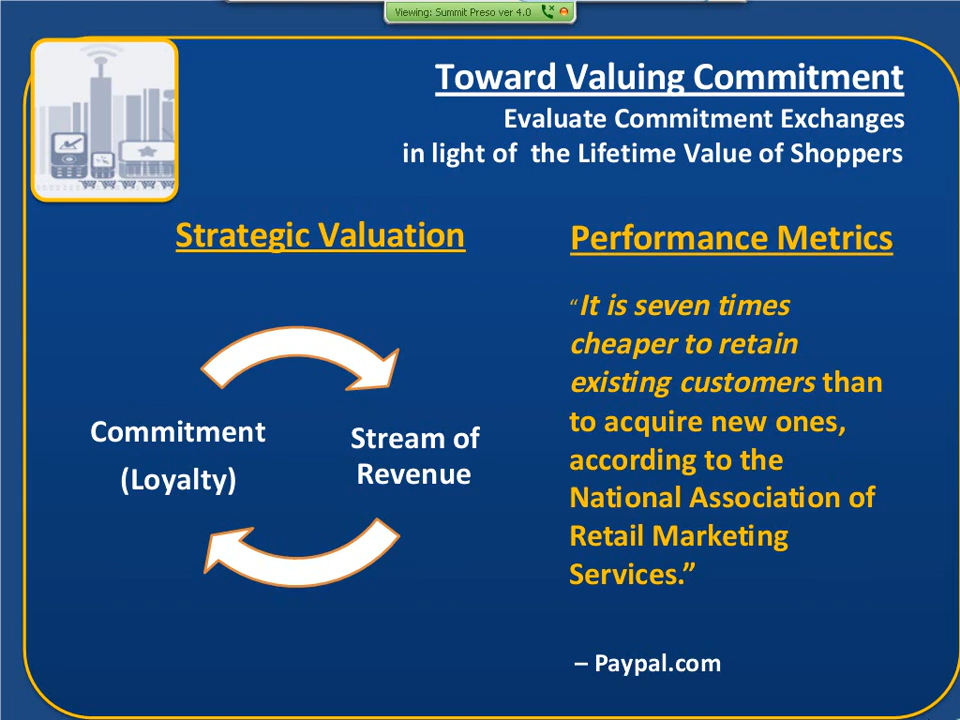 Viewing: Summit Preso ver 4.0
Toward Valuing Commitment
Evaluate Commitment Exchanges
in light of the Lifetime Value of Shoppers
Strategic Valuation
Commitment
(Loyalty)
Stream of
Revenue
Performance Metrics
“It is seven times
cheaper to retain
existing customers than
to acquire new ones,
according to the
National Association of
Retail Marketing
Services.”
– Paypal.com